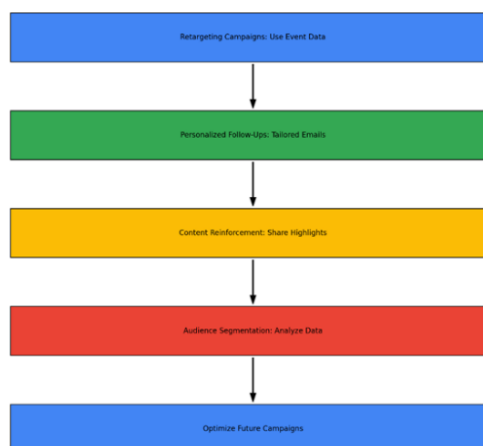 Retargeting Campaigns: Use Event Data
Personalized Follow-Ups: Tailored Emails
Content Reinforcement: Share Highlights
Audience Segmentation: Analyze Data
Optimize Future Campaigns